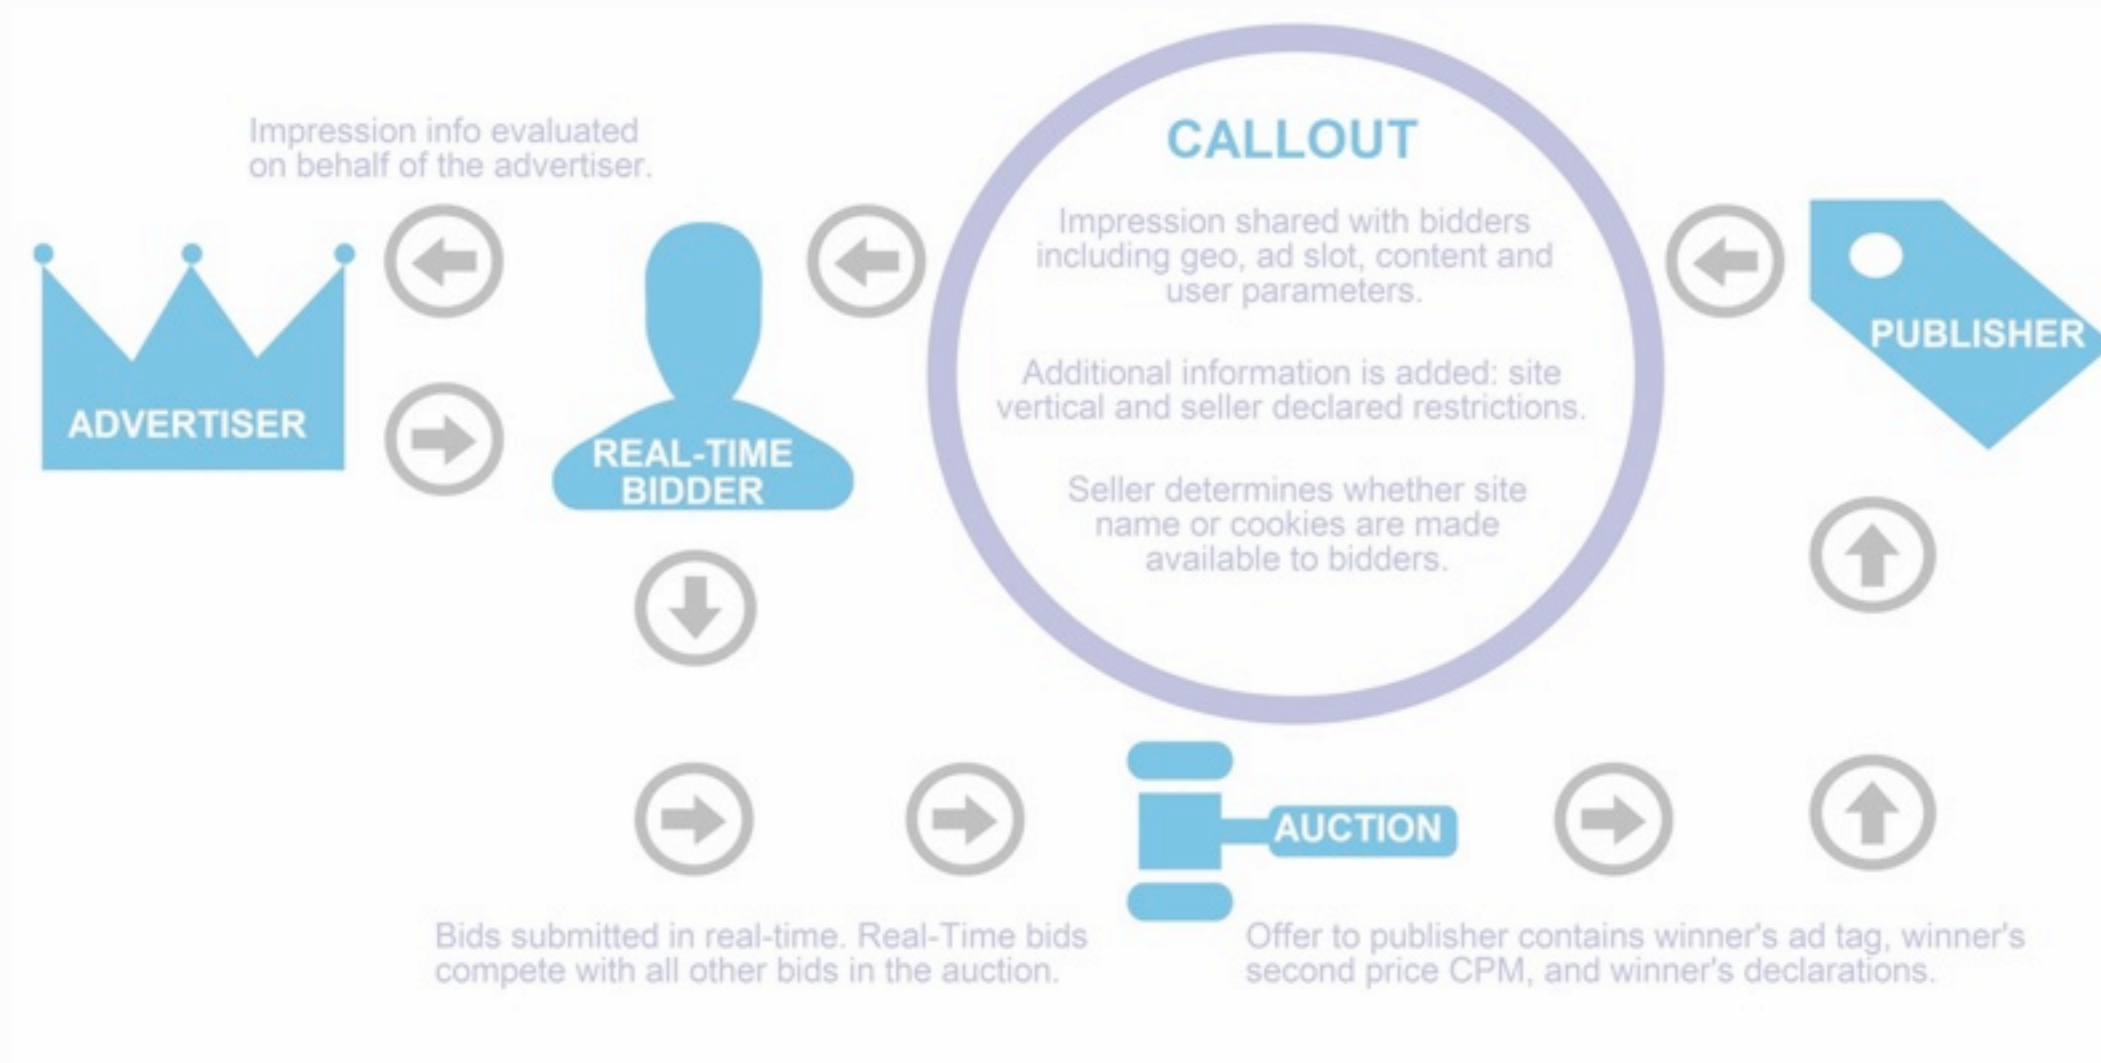 Impression info evaluated
on behalf of the advertiser.
CALLOUT
Impression shared with bidders
including geo, ad slot, content and
user parameters.
Additional information is added: site
vertical and seller declared restrictions.
Seller determines whether site
name or cookies are made
available to bidders.
PUBLISHER
ADVERTISER
REAL-TIME
BIDDER
AUCTION
Bids submitted in real-time. Real-Time bids
compete with all other bids in the auction.
Offer to publisher contains winner's ad tag, winner's
second price CPM, and winner's declarations.